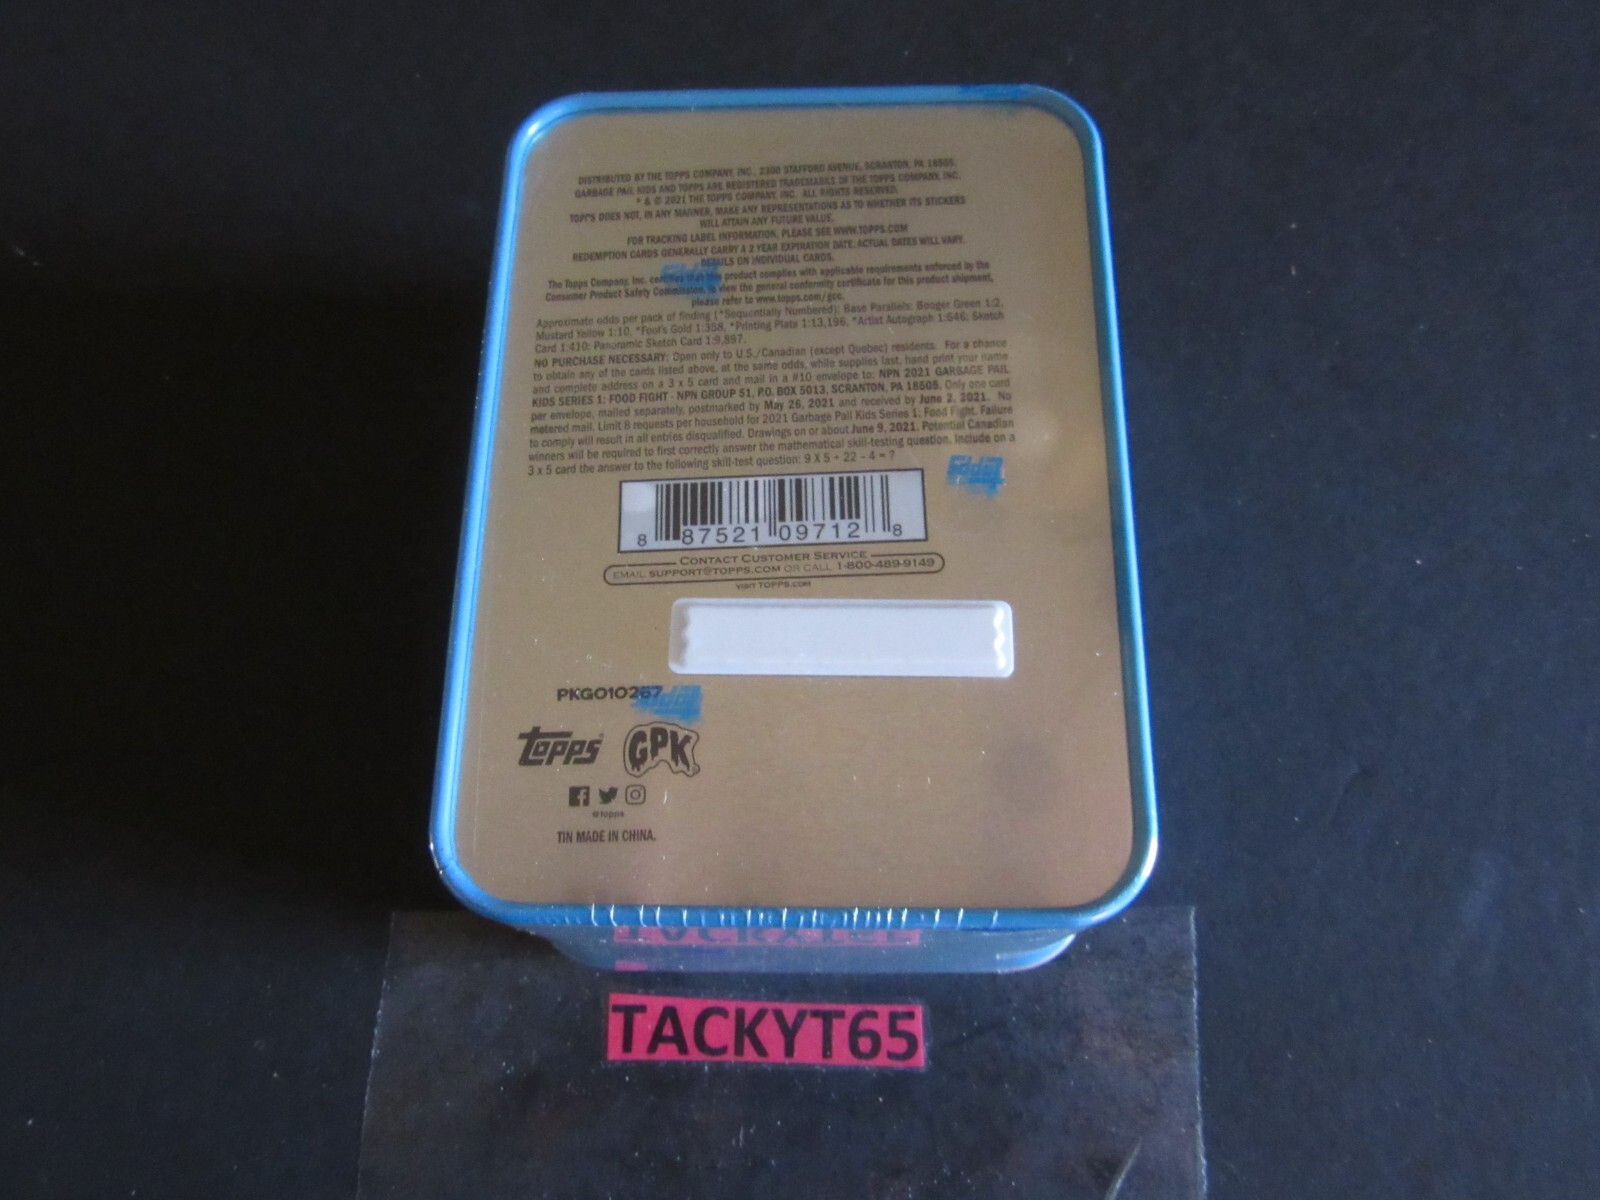 DISTRIBUTED BY THE TOPPS COMPANY, INC., 2300 STAFFORD AVENUE, SCRANTON, PA 18505.
GARBAGE PAIL KIDS AND TOPPS ARE REGISTERED TRADEMARKS OF THE TOPPS COMPANY, INC.
® & © 2021 THE TOPPS COMPANY, INC. ALL RIGHTS RESERVED.
TOPPS DOES NOT, IN ANY MANNER, MAKE ANY REPRESENTATIONS AS TO WHETHER ITS STICKERS
WILL ATTAIN ANY FUTURE VALUE.
FOR TRACKING LABEL INFORMATION, PLEASE SEE WWW.TOPPS.COM
REDEMPTION CARDS GENERALLY CARRY A 2 YEAR EXPIRATION DATE. ACTUAL DATES WILL VARY.
DETAILS ON INDIVIDUAL CARDS.
The Topps Company, Inc. certifies that this product complies with applicable requirements enforced by the
Consumer Product Safety Commission. To view the general conformity certificate for this product shipment,
please refer to www.topps.com/gcc.
Approximate odds per pack of finding (*Sequentially Numbered): Base Parallels: Booger Green 1:2,
Mustard Yellow 1:10, *Fool's Gold 1:358, *Printing Plate 1:13,196, *Artist Autograph 1:646; Sketch
Card 1:410; Panoramic Sketch Card 1:9,897.
NO PURCHASE NECESSARY: Open only to U.S./Canadian (except Quebec) residents. For a chance
to obtain any of the cards listed above, at the same odds, while supplies last, hand print your name
and complete address on a 3 x 5 card and mail in a #10 envelope to: NPN 2021 GARBAGE PAIL
KIDS SERIES 1: FOOD FIGHT - NPN GROUP 51, P.O. BOX 5013, SCRANTON, PA 18505. Only one card
per envelope, mailed separately, postmarked by May 26, 2021 and received by June 2, 2021. No
metered mail. Limit 8 requests per household for 2021 Garbage Pail Kids Series 1: Food Fight. Failure
to comply will result in all entries disqualified. Drawings on or about June 9, 2021. Potential Canadian
winners will be required to first correctly answer the mathematical skill-testing question. Include on a
3 x 5 card the answer to the following skill-test question: 9 X 5 + 22 - 4 = ?
8 87521 09712 8
CONTACT CUSTOMER SERVICE
EMAIL SUPPORT@TOPPS.COM OR CALL 1-800-489-9149
VISIT TOPPS.COM
PKG010267
Topps GPK
@topps
TIN MADE IN CHINA.
TACKYT65